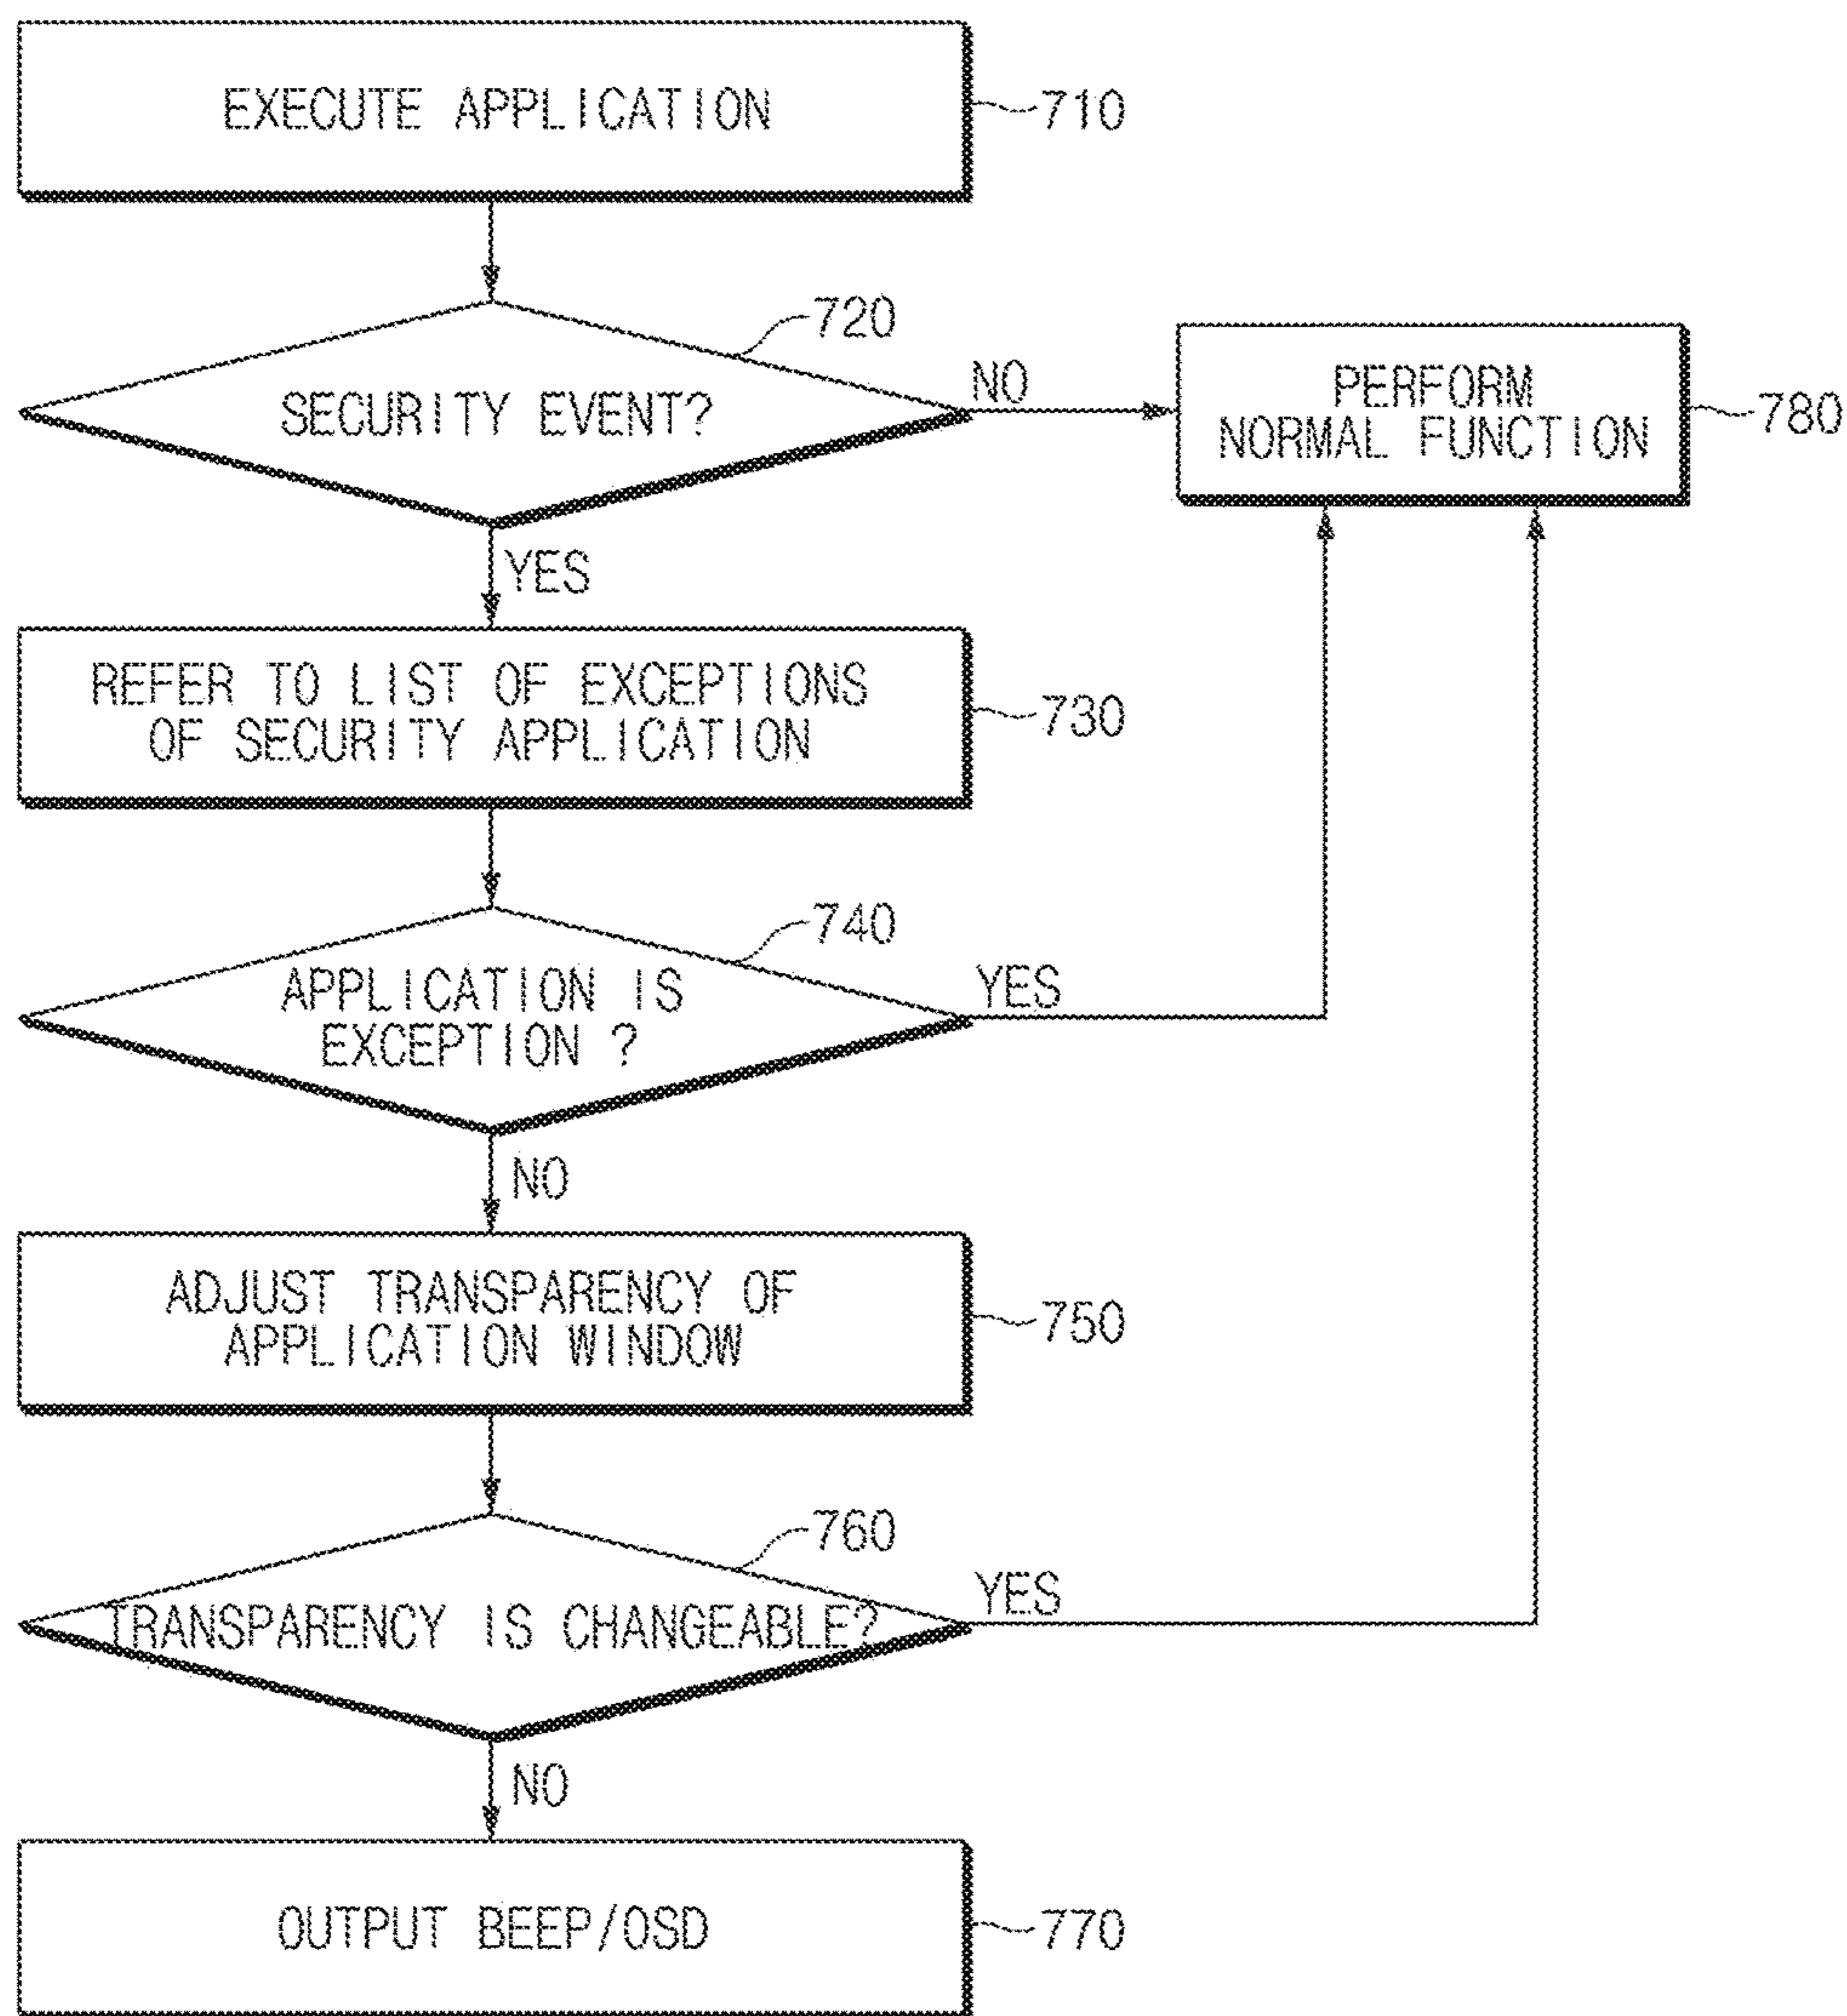 EXECUTE APPLICATION
710
720
SECURITY EVENT?
NO
PERFORM
NORMAL FUNCTION
780
YES
REFER TO LIST OF EXCEPTIONS
OF SECURITY APPLICATION
730
740
APPLICATION IS
EXCEPTION ?
YES
NO
ADJUST TRANSPARENCY OF
APPLICATION WINDOW
750
760
TRANSPARENCY IS CHANGEABLE?
YES
NO
OUTPUT BEEP/OSD
770